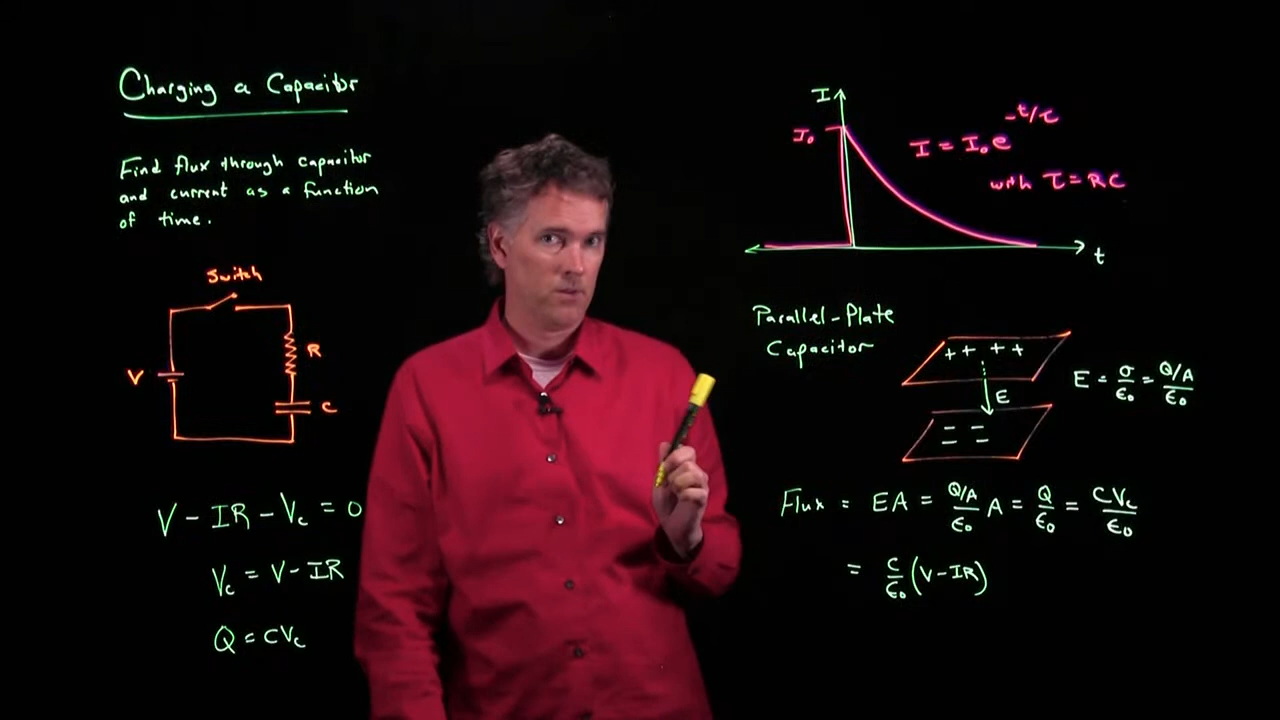 Charging a Capacitor
Find flux through capacitor
and current as a function
of time.
Switch
V
R
C
V - IR - Vc = 0
Vc = V - IR
Q = CVc
I
I₀
I = I₀e^(-t/τ)
with τ = RC
t
Parallel-Plate
Capacitor
+ + + +
E
- -
- -
E = σ/ε₀ = (Q/A)/ε₀
Flux = EA = (Q/A)/ε₀ A = Q/ε₀ = CVc/ε₀
= C/ε₀ (V - IR)